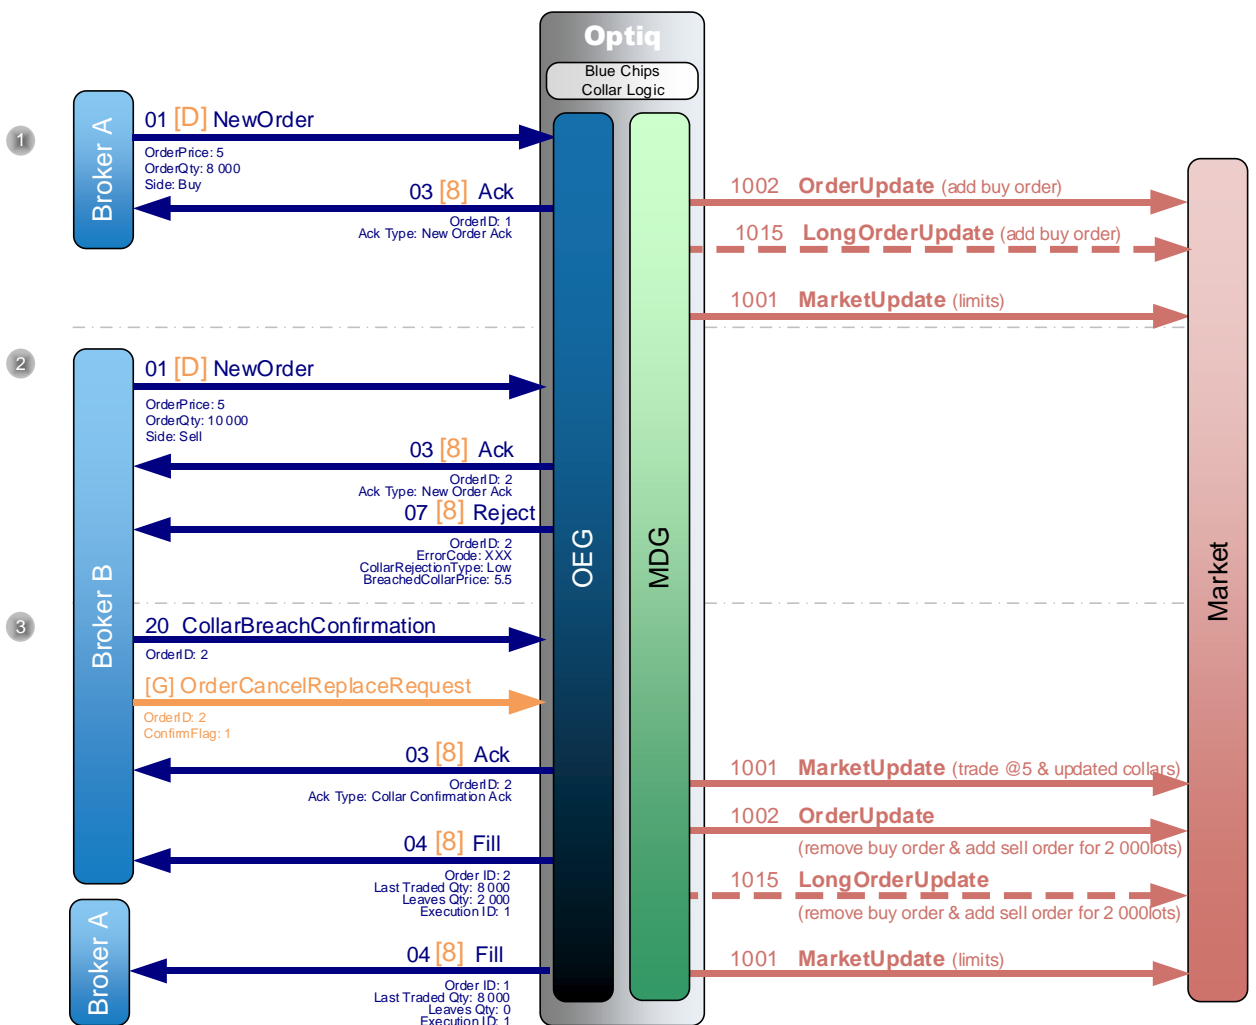 Optiq
Blue Chips
Collar Logic
1
Broker A
01 [D] NewOrder
OrderPrice: 5
OrderQty: 8 000
Side: Buy
03 [8] Ack
OrderID: 1
Ack Type: New Order Ack
1002 OrderUpdate (add buy order)
1015 LongOrderUpdate (add buy order)
1001 MarketUpdate (limits)
2
Broker B
01 [D] NewOrder
OrderPrice: 5
OrderQty: 10 000
Side: Sell
03 [8] Ack
OrderID: 2
Ack Type: New Order Ack
07 [8] Reject
OrderID: 2
ErrorCode: XXX
CollarRejectionType: Low
BreachedCollarPrice: 5.5
OEG
MDG
Market
3
20 CollarBreachConfirmation
OrderID: 2
[G] OrderCancelReplaceRequest
OrderID: 2
ConfirmFlag: 1
03 [8] Ack
OrderID: 2
Ack Type: Collar Confirmation Ack
1001 MarketUpdate (trade @5 & updated collars)
1002 OrderUpdate
(remove buy order & add sell order for 2 000lots)
04 [8] Fill
Order ID: 2
Last Traded Qty: 8 000
Leaves Qty: 2 000
Execution ID: 1
1015 LongOrderUpdate
(remove buy order & add sell order for 2 000lots)
Broker A
04 [8] Fill
Order ID: 1
Last Traded Qty: 8 000
Leaves Qty: 0
Execution ID: 1
1001 MarketUpdate (limits)